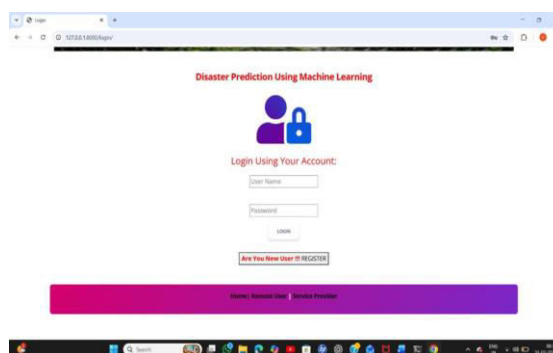 Login
127.0.0.1:8000/login/
Disaster Prediction Using Machine Learning
Login Using Your Account:
User Name
Password
LOGIN
Are You New User !!! REGISTER
Home| Remote User | Service Provider
Search
ENG